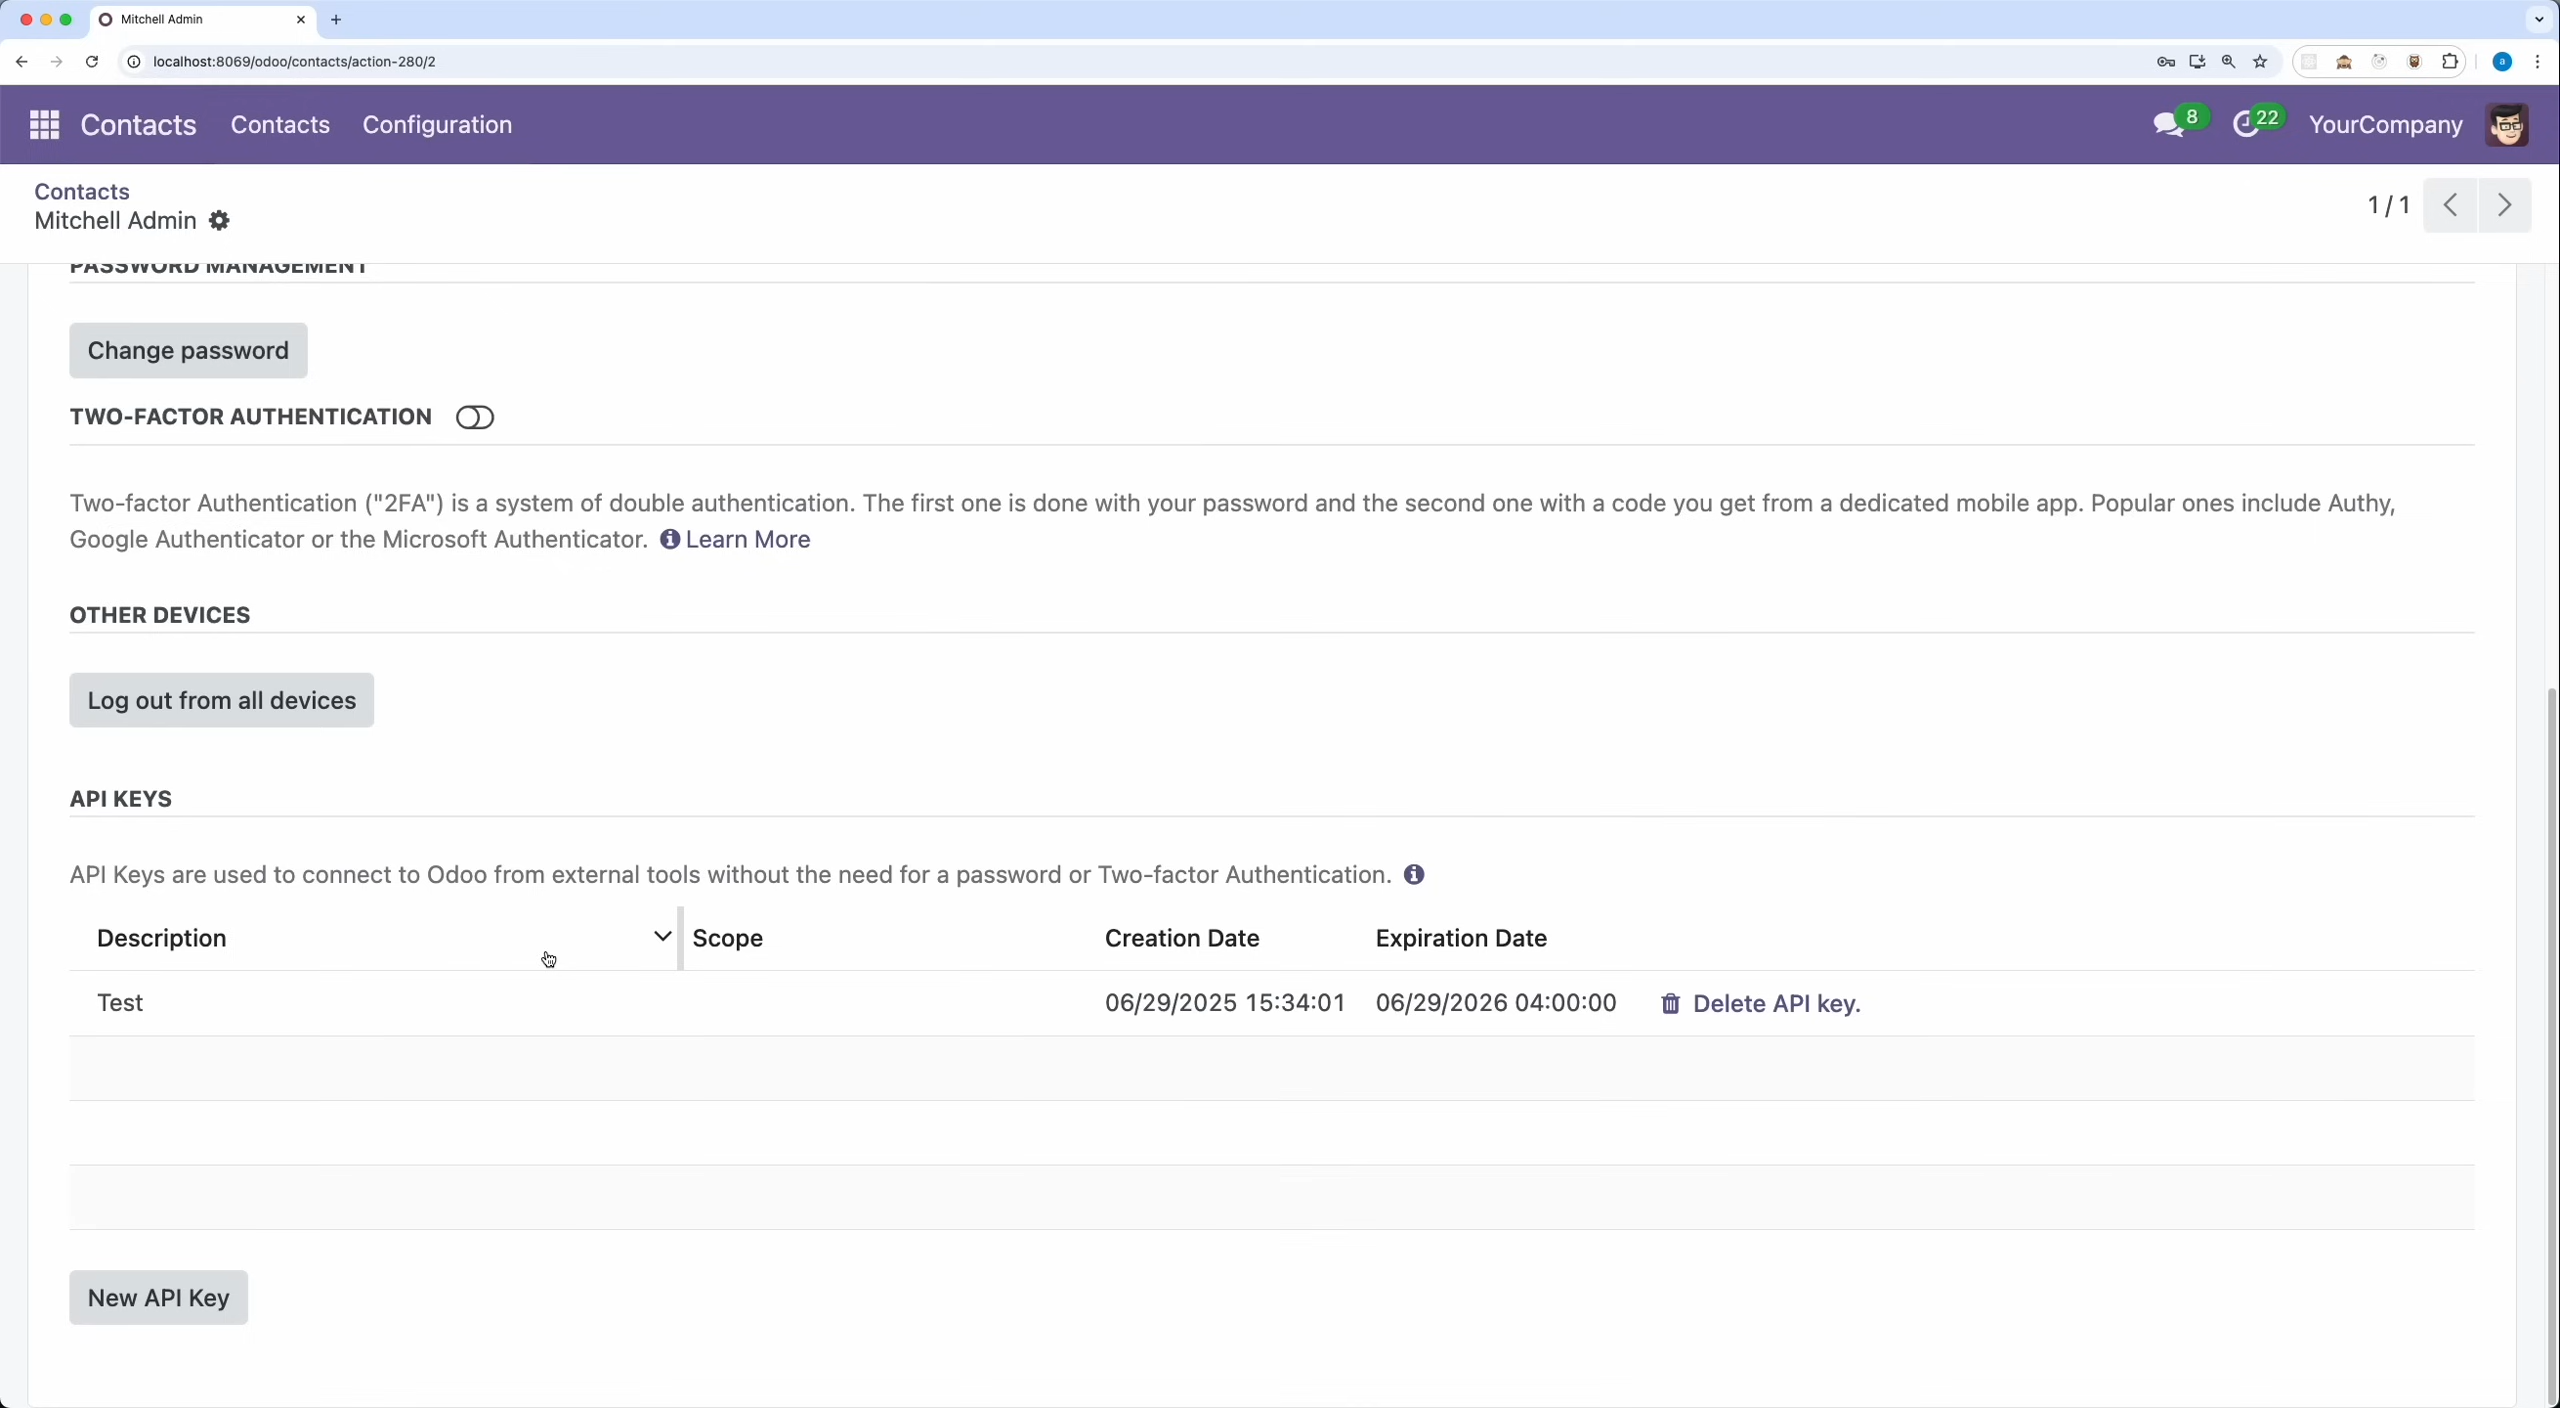 Mitchell Admin
localhost:8069/odoo/contacts/action-280/2
a
Contacts Contacts Configuration 8 22 YourCompany
Contacts
Mitchell Admin
1 / 1
PASSWORD MANAGEMENT
Change password
TWO-FACTOR AUTHENTICATION
Two-factor Authentication ("2FA") is a system of double authentication. The first one is done with your password and the second one with a code you get from a dedicated mobile app. Popular ones include Authy,
Google Authenticator or the Microsoft Authenticator. Learn More
OTHER DEVICES
Log out from all devices
API KEYS
API Keys are used to connect to Odoo from external tools without the need for a password or Two-factor Authentication.
Description Scope Creation Date Expiration Date
Test 06/29/2025 15:34:01 06/29/2026 04:00:00 Delete API key.
New API Key